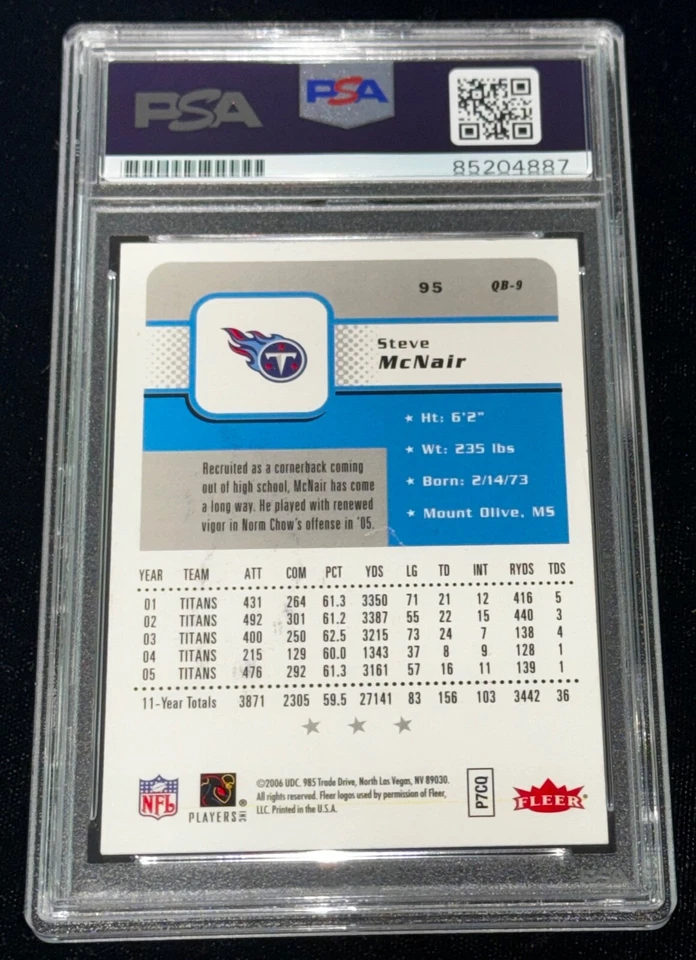 PSA
PSA
85204887
95 QB-9
Steve
McNair
★ Ht: 6'2"
★ Wt: 235 lbs
★ Born: 2/14/73
★ Mount Olive, MS
Recruited as a cornerback coming
out of high school, McNair has come
a long way. He played with renewed
vigor in Norm Chow's offense in '05.
YEAR TEAM ATT COM PCT YDS LG TD INT RYDS TDS
01 TITANS 431 264 61.3 3350 71 21 12 416 5
02 TITANS 492 301 61.2 3387 55 22 15 440 3
03 TITANS 400 250 62.5 3215 73 24 7 138 4
04 TITANS 215 129 60.0 1343 37 8 9 128 1
05 TITANS 476 292 61.3 3161 57 16 11 139 1
11-Year Totals 3871 2305 59.5 27141 83 156 103 3442 36
★ ★ ★
NFL
PLAYERS INC ®
©2006 UDC. 985 Trade Drive, North Las Vegas, NV 89030.
All rights reserved. Fleer logos used by permission of Fleer,
LLC. Printed in the U.S.A.
P7CQ
FLEER®